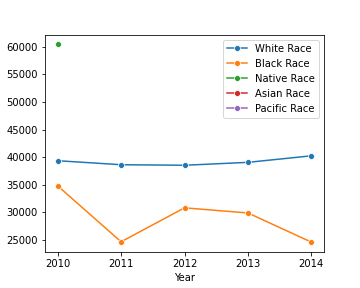 60000
55000
50000
45000
40000
35000
30000
25000
White Race
Black Race
Native Race
Asian Race
Pacific Race
2010 2011 2012 2013 2014
Year